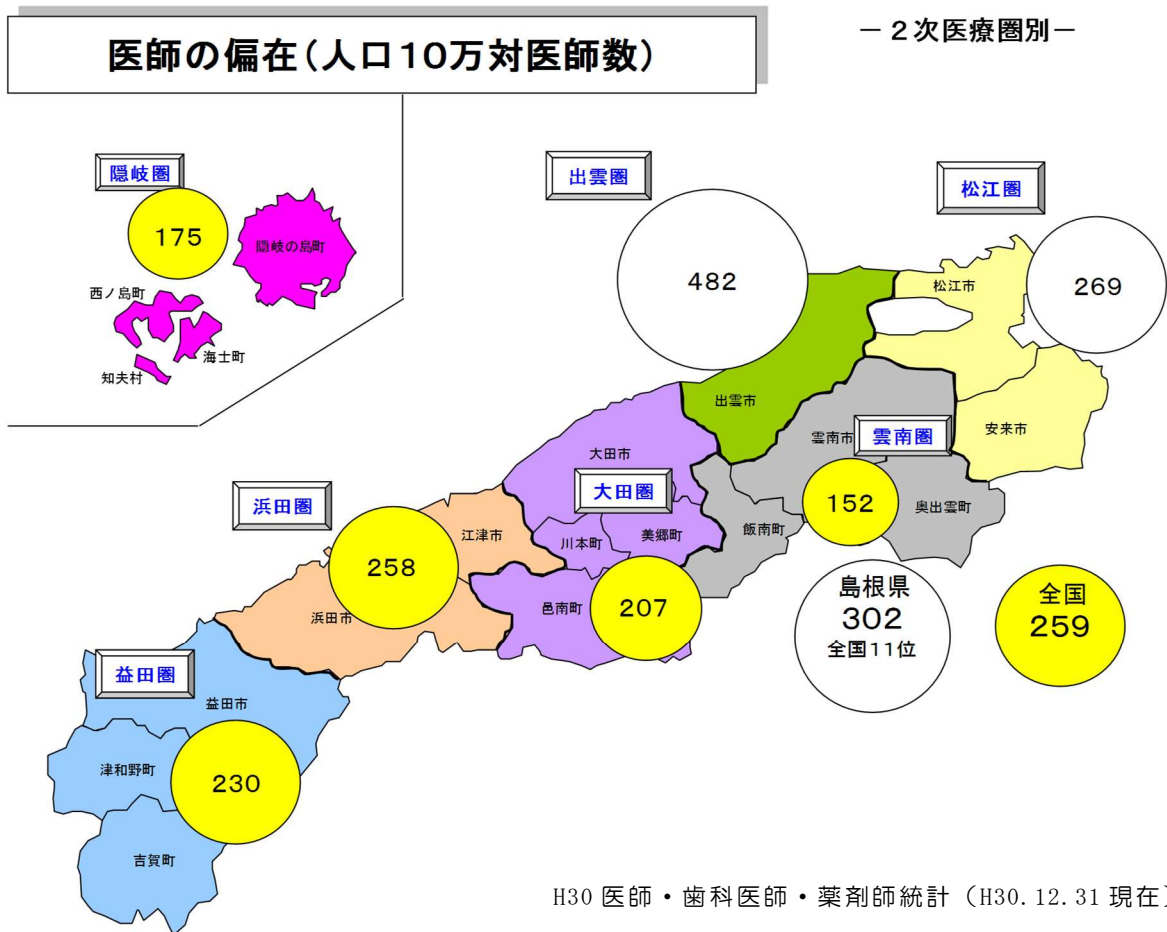 医師の偏在(人口10万対医師数)
－2次医療圏別－
隠岐圏
175
隠岐の島町
西ノ島町
海士町
知夫村
出雲圏
482
松江圏
269
松江市
安来市
出雲市
雲南市
雲南圏
152
奥出雲町
飯南町
大田市
大田圏
川本町
美郷町
邑南町
207
浜田圏
258
江津市
浜田市
島根県
302
全国11位
全国
259
益田圏
益田市
津和野町
230
吉賀町
H30 医師・歯科医師・薬剤師統計（H30.12.31 現在）